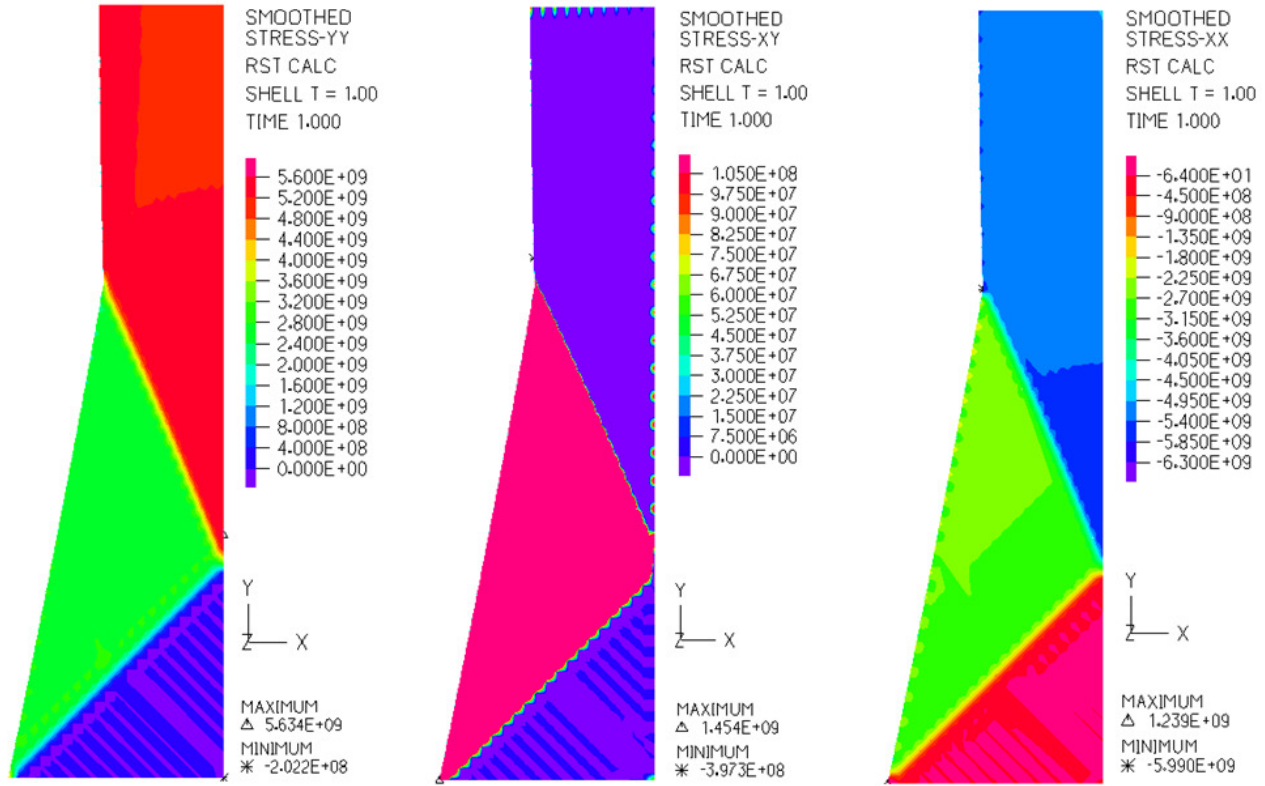 SMOOTHED
STRESS-YY
RST CALC
SHELL T = 1.00
TIME 1.000
5.600E+09
5.200E+09
4.800E+09
4.400E+09
4.000E+09
3.600E+09
3.200E+09
2.800E+09
2.400E+09
2.000E+09
1.600E+09
1.200E+09
8.000E+08
4.000E+08
0.000E+00
Y
Z X
MAXIMUM
Δ 5.634E+09
MINIMUM
* -2.022E+08
SMOOTHED
STRESS-XY
RST CALC
SHELL T = 1.00
TIME 1.000
1.050E+08
9.750E+07
9.000E+07
8.250E+07
7.500E+07
6.750E+07
6.000E+07
5.250E+07
4.500E+07
3.750E+07
3.000E+07
2.250E+07
1.500E+07
7.500E+06
0.000E+00
Y
Z X
MAXIMUM
Δ 1.454E+09
MINIMUM
* -3.973E+08
SMOOTHED
STRESS-XX
RST CALC
SHELL T = 1.00
TIME 1.000
-6.400E+01
-4.500E+08
-9.000E+08
-1.350E+09
-1.800E+09
-2.250E+09
-2.700E+09
-3.150E+09
-3.600E+09
-4.050E+09
-4.500E+09
-4.950E+09
-5.400E+09
-5.850E+09
-6.300E+09
Y
Z X
MAXIMUM
Δ 1.239E+09
MINIMUM
* -5.990E+09